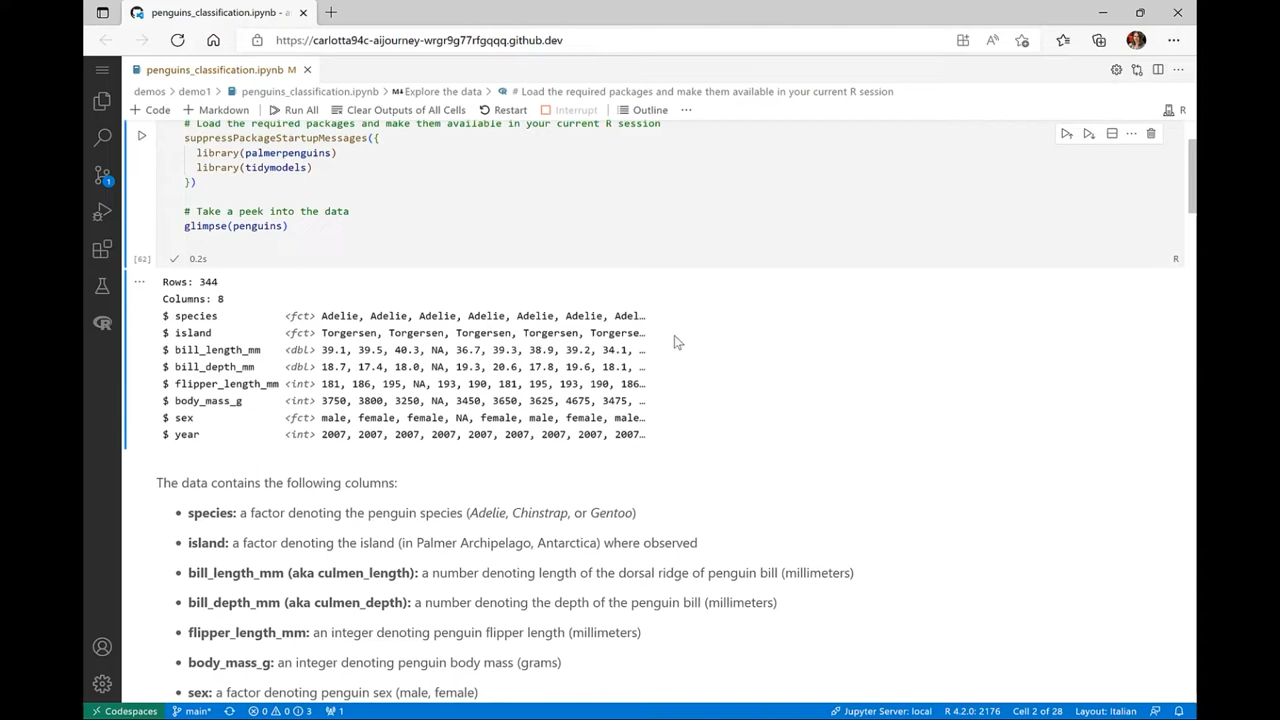 penguins_classification.ipynb - a
https://carlotta94c-aijourney-wrgr9g77rfgqqq.github.dev
penguins_classification.ipynb M
demos > demo1 > penguins_classification.ipynb > M↓Explore the data > # Load the required packages and make them available in your current R session
+ Code + Markdown Run All Clear Outputs of All Cells Restart Interrupt Outline ... R
# Load the required packages and make them available in your current R session
suppressPackageStartupMessages({
library(palmerpenguins)
library(tidymodels)
})
# Take a peek into the data
glimpse(penguins)
[62] 0.2s R
Rows: 344
Columns: 8
$ species <fct> Adelie, Adelie, Adelie, Adelie, Adelie, Adelie, Adel…
$ island <fct> Torgersen, Torgersen, Torgersen, Torgersen, Torgerse…
$ bill_length_mm <dbl> 39.1, 39.5, 40.3, NA, 36.7, 39.3, 38.9, 39.2, 34.1, …
$ bill_depth_mm <dbl> 18.7, 17.4, 18.0, NA, 19.3, 20.6, 17.8, 19.6, 18.1, …
$ flipper_length_mm <int> 181, 186, 195, NA, 193, 190, 181, 195, 193, 190, 186…
$ body_mass_g <int> 3750, 3800, 3250, NA, 3450, 3650, 3625, 4675, 3475, …
$ sex <fct> male, female, female, NA, female, male, female, male…
$ year <int> 2007, 2007, 2007, 2007, 2007, 2007, 2007, 2007, 2007…
The data contains the following columns:
• species: a factor denoting the penguin species (Adelie, Chinstrap, or Gentoo)
• island: a factor denoting the island (in Palmer Archipelago, Antarctica) where observed
• bill_length_mm (aka culmen_length): a number denoting length of the dorsal ridge of penguin bill (millimeters)
• bill_depth_mm (aka culmen_depth): a number denoting the depth of the penguin bill (millimeters)
• flipper_length_mm: an integer denoting penguin flipper length (millimeters)
• body_mass_g: an integer denoting penguin body mass (grams)
• sex: a factor denoting penguin sex (male, female)
1
Codespaces main* 0 0 3 1 Jupyter Server: local R 4.2.0: 2176 Cell 2 of 28 Layout: Italian